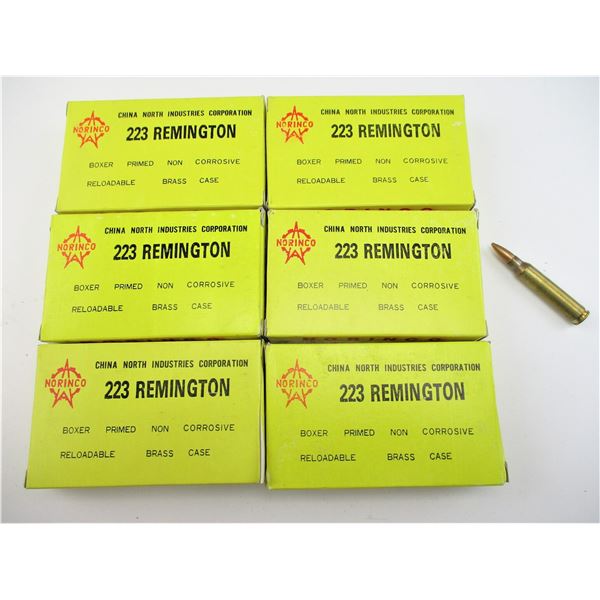 NORINCO
CHINA NORTH INDUSTRIES CORPORATION
223 REMINGTON
BOXER PRIMED NON CORROSIVE
RELOADABLE BRASS CASE
NORINCO
CHINA NORTH INDUSTRIES CORPORATION
223 REMINGTON
BOXER PRIMED NON CORROSIVE
RELOADABLE BRASS CASE
NORINCO
NORINCO
CHINA NORTH INDUSTRIES CORPORATION
223 REMINGTON
BOXER PRIMED NON CORROSIVE
RELOADABLE BRASS CASE
NORINCO
CHINA NORTH INDUSTRIES CORPORATION
223 REMINGTON
BOXER PRIMED NON CORROSIVE
RELOADABLE BRASS CASE
NORINCO
NORINCO
CHINA NORTH INDUSTRIES CORPORATION
223 REMINGTON
BOXER PRIMED NON CORROSIVE
RELOADABLE BRASS CASE
NORINCO
CHINA NORTH INDUSTRIES CORPORATION
223 REMINGTON
BOXER PRIMED NON CORROSIVE
RELOADABLE BRASS CASE